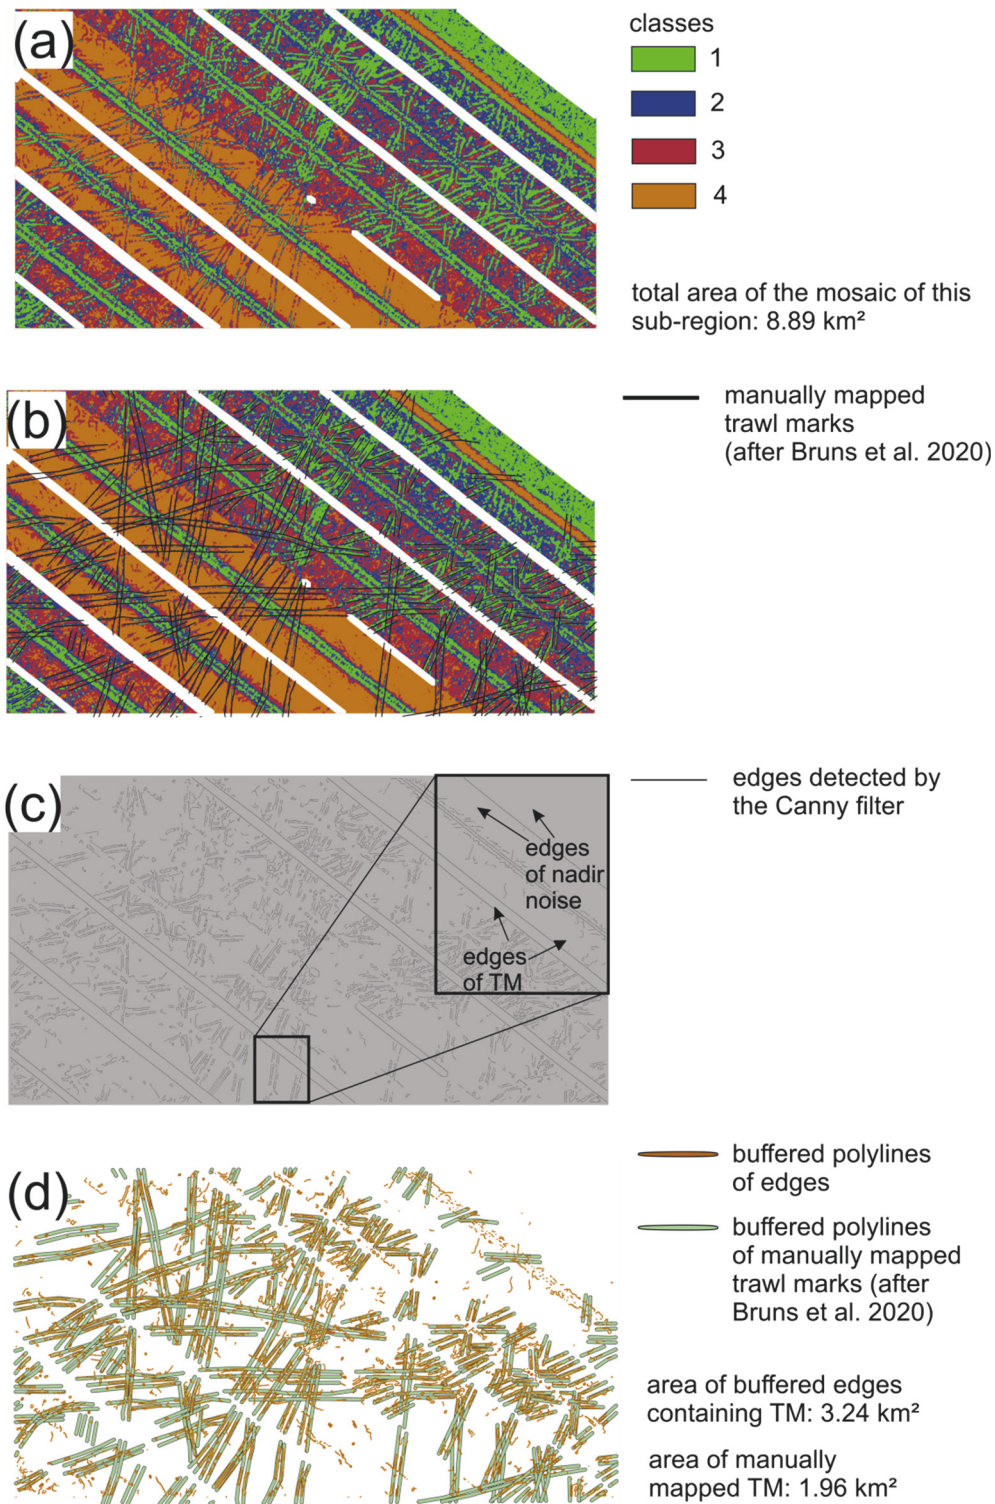 (a)
classes
1
2
3
4
total area of the mosaic of this
sub-region: 8.89 km²
(b)
manually mapped
trawl marks
(after Bruns et al. 2020)
(c)
edges
of nadir
noise
edges
of TM
edges detected by
the Canny filter
(d)
buffered polylines
of edges
buffered polylines
of manually mapped
trawl marks (after
Bruns et al. 2020)
area of buffered edges
containing TM: 3.24 km²
area of manually
mapped TM: 1.96 km²